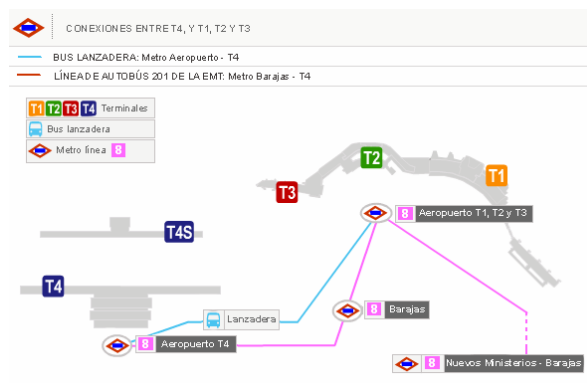 CONEXIONES ENTRE T4, Y T1, T2 Y T3
BUS LANZADERA: Metro Aeropuerto - T4
LÍNEA DE AUTOBÚS 201 DE LA EMT: Metro Barajas - T4
T1 T2 T3 T4 Terminales
Bus lanzadera
Metro línea 8
T2
T1
T3
8 Aeropuerto T1, T2 y T3
T4S
T4
8 Barajas
Lanzadera
8 Aeropuerto T4
8 Nuevos Ministerios - Barajas